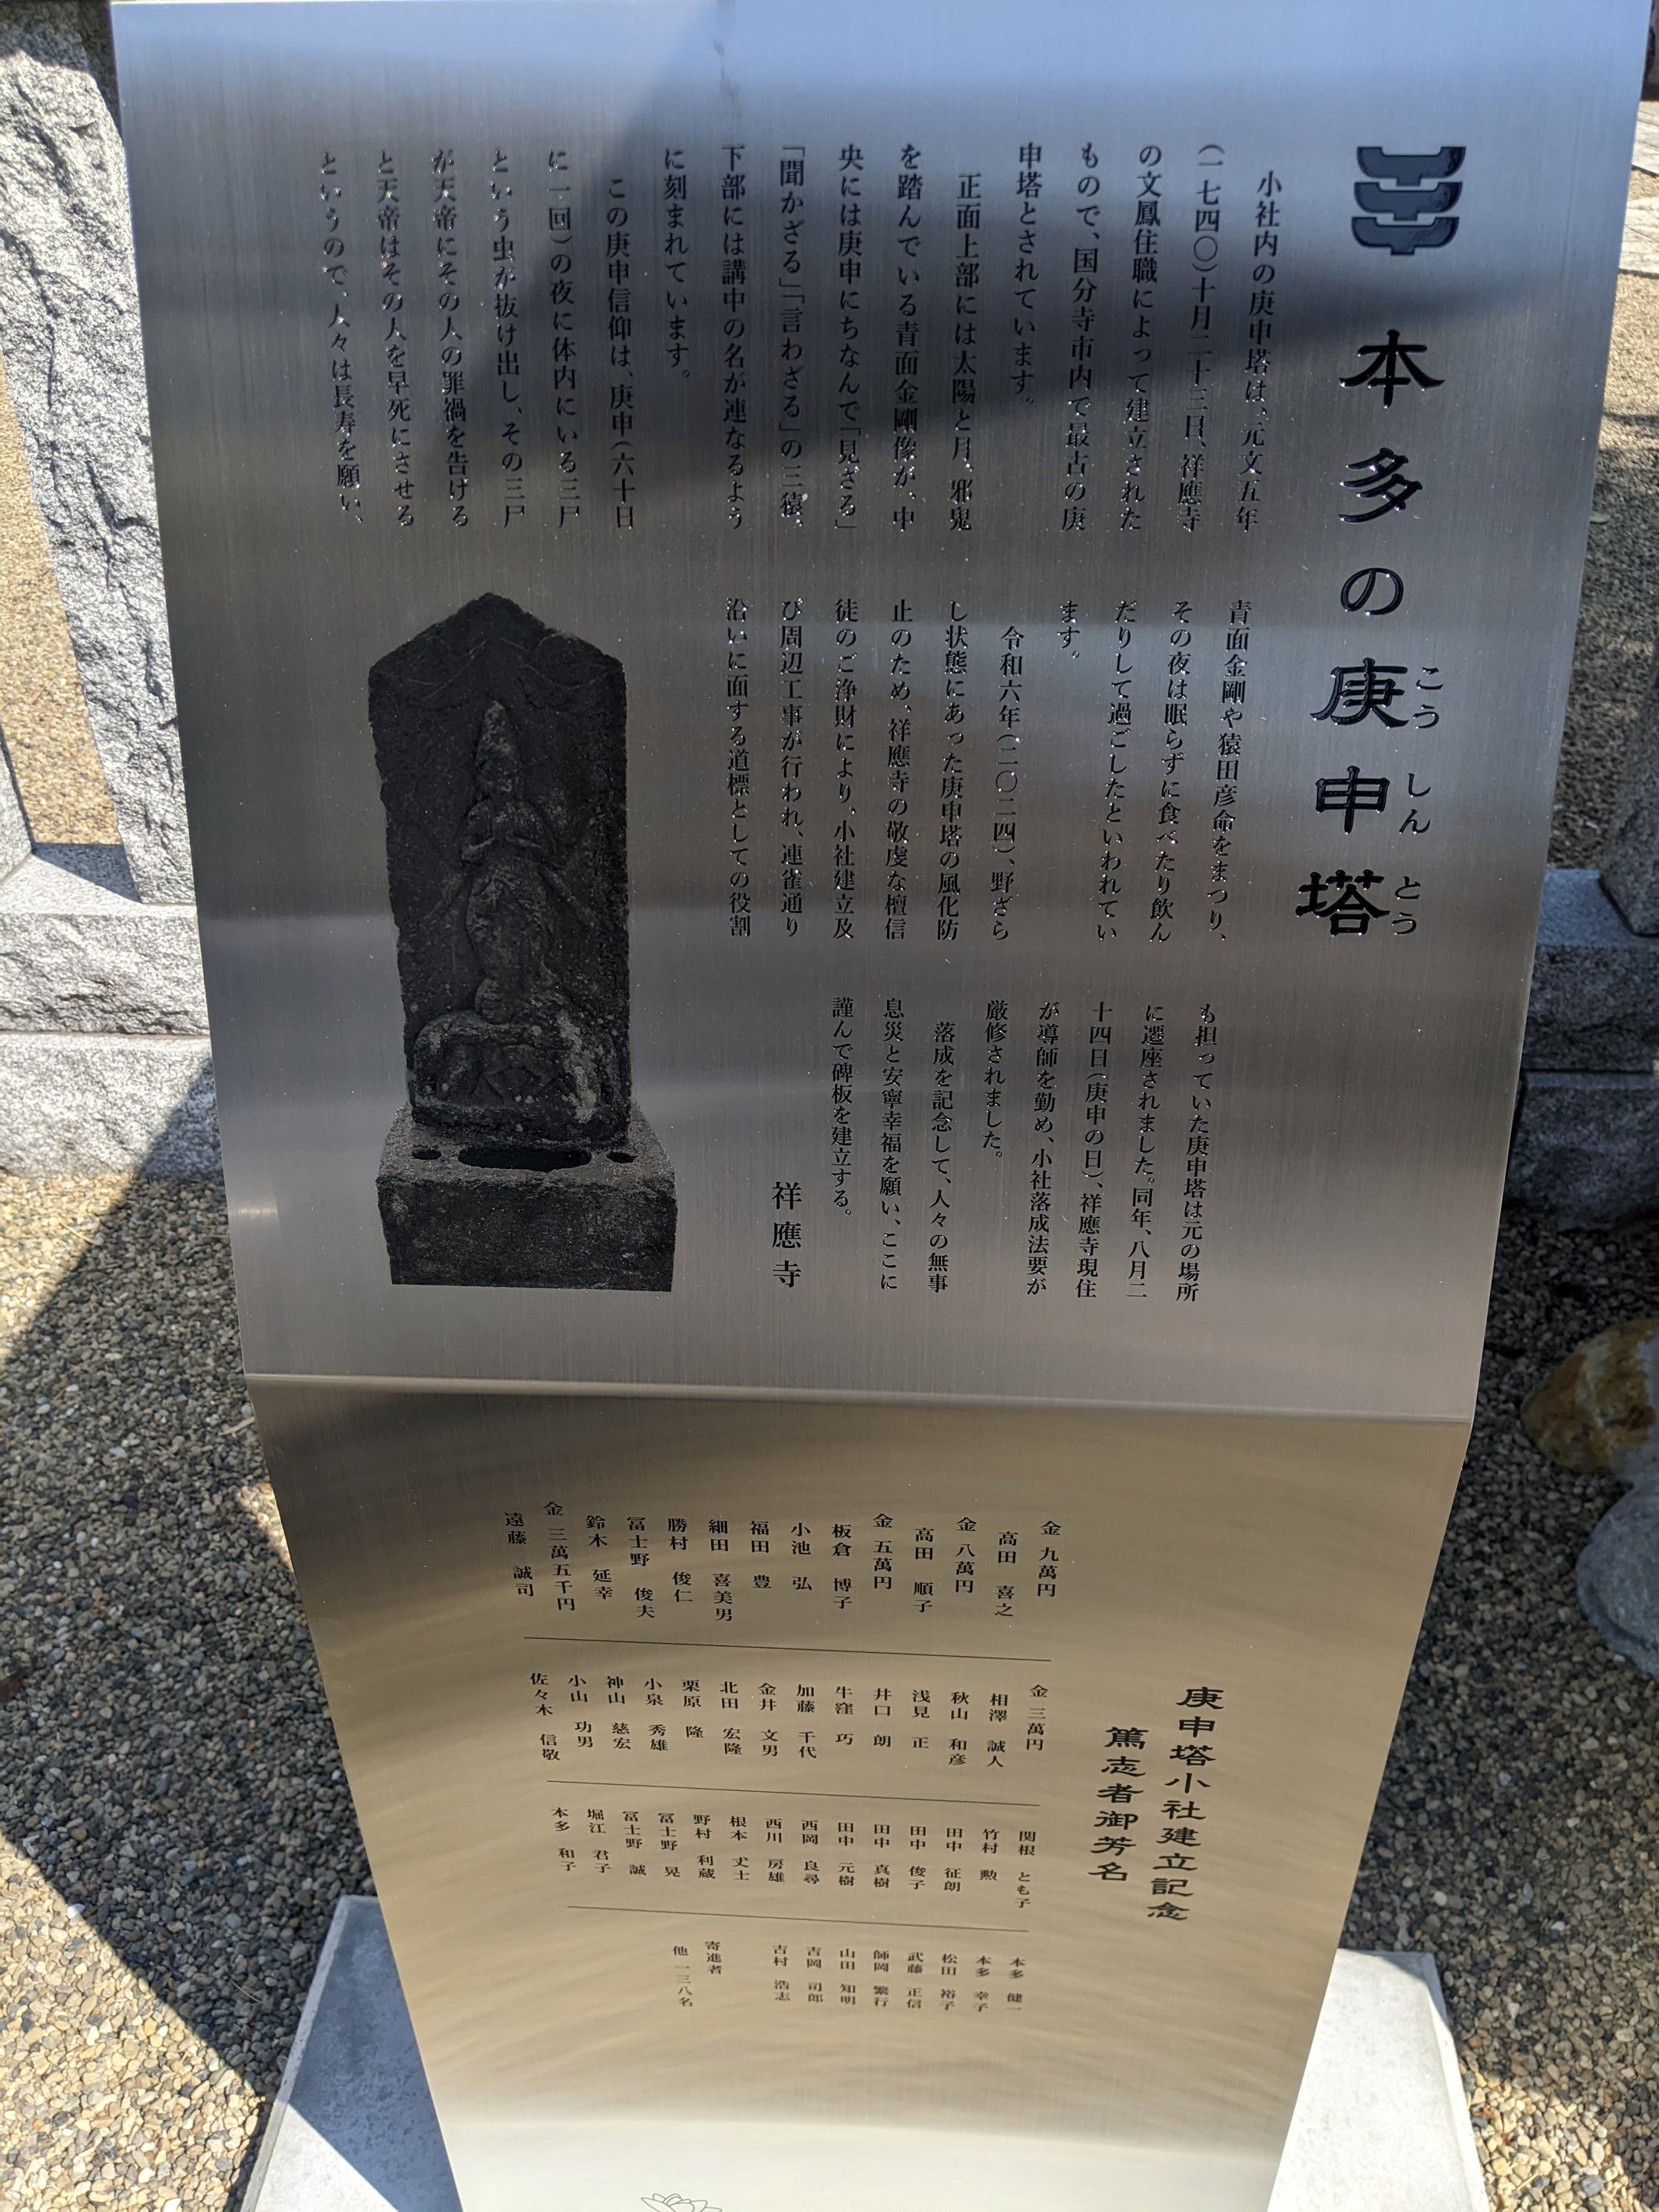 本多の庚申塔
こうしんとう
小社内の庚申塔は、元文五年
(一七四〇)十月二十三日、祥應寺
の文鳳住職によって建立された
もので、国分寺市内で最古の庚
申塔とされています。
正面上部には太陽と月、邪鬼
を踏んでいる青面金剛像が、中
央には庚申にちなんで「見ざる」
「聞かざる」「言わざる」の三猿、
下部には講中の名が連なるよう
に刻まれています。
この庚申信仰は、庚申(六十日
に一回)の夜に体内にいる三尸
という虫が抜け出し、その三尸
が天帝にその人の罪禍を告げる
と天帝はその人を早死にさせる
というので、人々は長寿を願い、
青面金剛や猿田彦命をまつり、
その夜は眠らずに食べたり飲ん
だりして過ごしたといわれてい
ます。
令和六年(二〇二四)、野ざら
し状態にあった庚申塔の風化防
止のため、祥應寺の敬虔な檀信
徒のご浄財により、小社建立及
び周辺工事が行われ、連雀通り
沿いに面する道標としての役割
も担っていた庚申塔は元の場所
に遷座されました。同年、八月二
十四日(庚申の日)、祥應寺現住
が導師を勤め、小社落成法要が
厳修されました。
落成を記念して、人々の無事
息災と安寧幸福を願い、ここに
謹んで碑板を建立する。
祥應寺
庚申塔小社建立記念
篤志者御芳名
金 九萬円
高田 喜之
金 八萬円
高田 順子
金 五萬円
板倉 博子
小池 弘
福田 豊
細田 喜美男
勝村 俊仁
冨士野 俊夫
鈴木 延幸
金 三萬五千円
遠藤 誠司
金 三萬円
相澤 誠人
秋山 和彦
浅見 正
井口 朗
牛窪 巧
加藤 千代
金井 文男
北田 宏隆
栗原 隆
小泉 秀雄
神山 慈宏
小山 功男
佐々木 信敬
関根 とも子
竹村 勲
田中 征朗
田中 俊子
田中 真樹
田中 元樹
西岡 良尋
西川 房雄
根本 丈士
野村 利蔵
冨士野 晃
冨士野 誠
堀江 君子
本多 和子
本多 健一
本多 幸子
松田 裕子
武藤 正信
師岡 繁行
山田 知明
吉岡 司郎
吉村 浩志
寄進者
他 一三八名